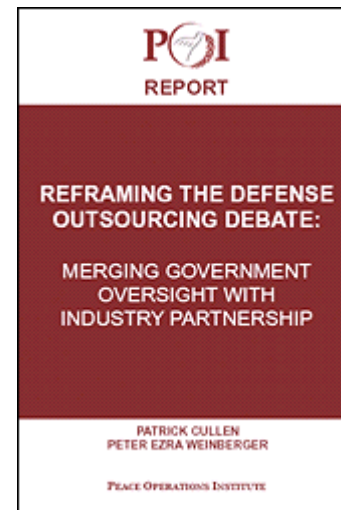 POI
REPORT
REFRAMING THE DEFENSE
OUTSOURCING DEBATE:
MERGING GOVERNMENT
OVERSIGHT WITH
INDUSTRY PARTNERSHIP
PATRICK CULLEN
PETER EZRA WEINBERGER
PEACE OPERATIONS INSTITUTE